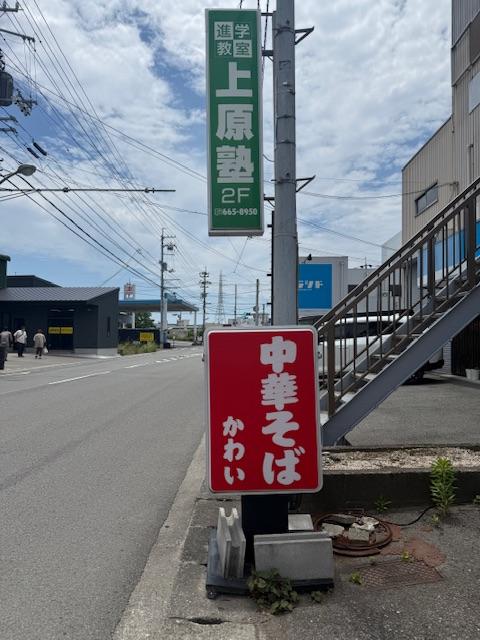 進学
教室
上原塾
2F
665-8950
中華そば
かわい